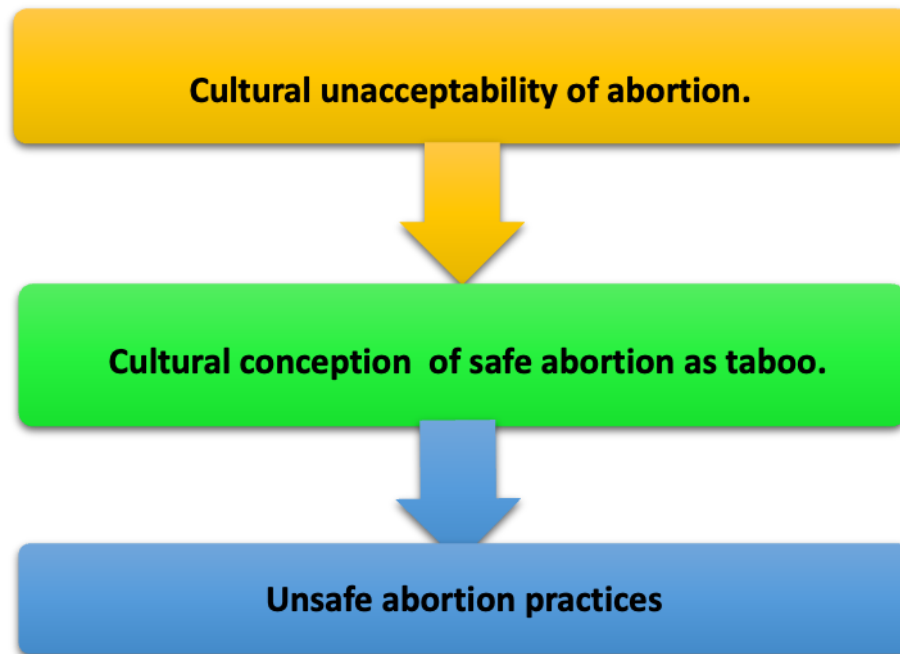 Cultural unacceptability of abortion.
Cultural conception  of safe abortion as taboo.
Unsafe abortion practices